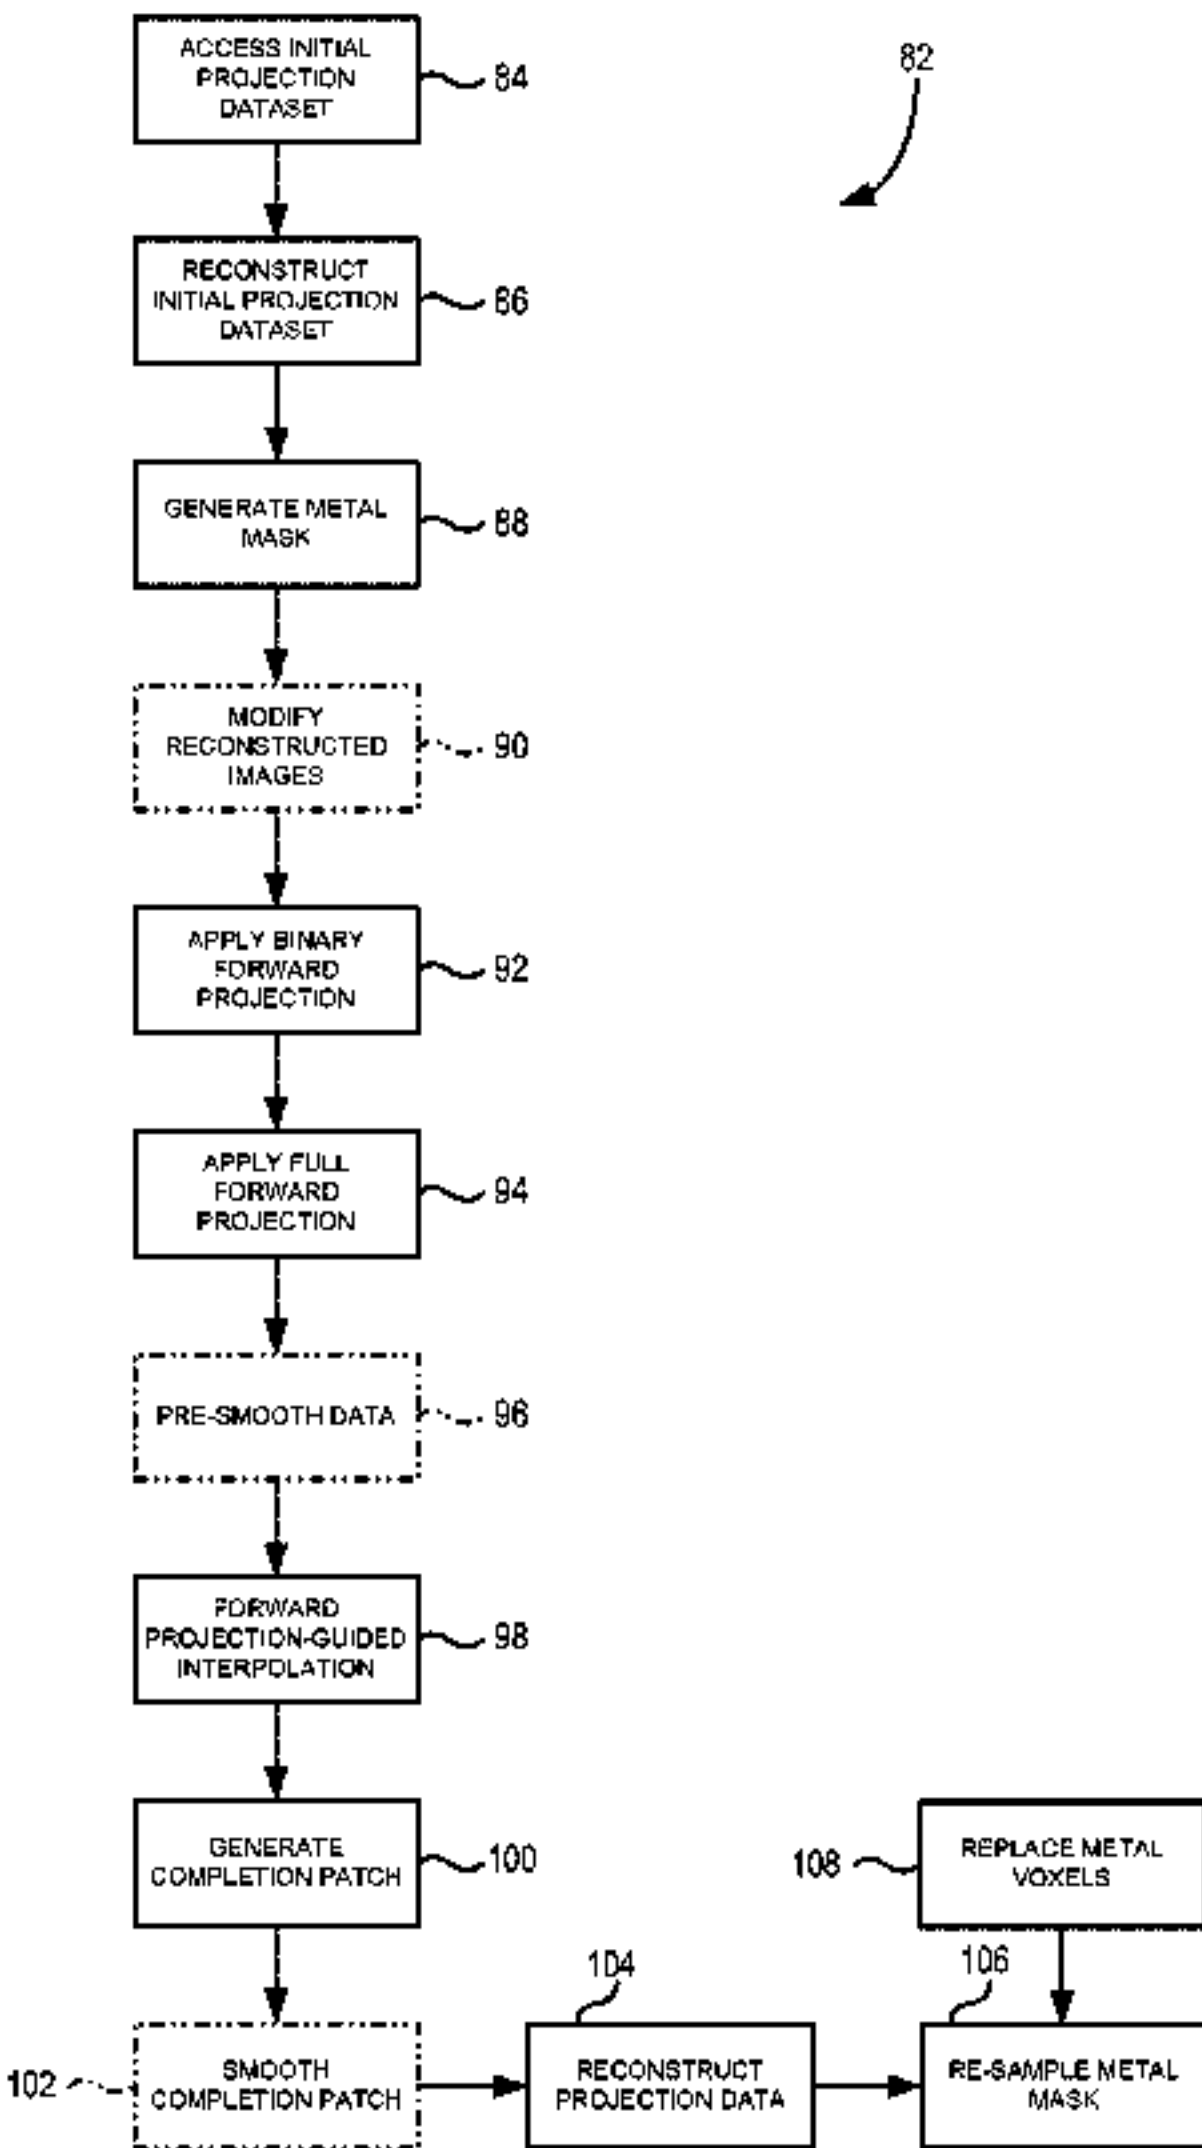 ACCESS INITIAL
PROJECTION
DATASET
84
82
RECONSTRUCT
INITIAL PROJECTION
DATASET
86
GENERATE METAL
MASK
88
MODIFY
RECONSTRUCTED
IMAGES
90
APPLY BINARY
FORWARD
PROJECTION
92
APPLY FULL
FORWARD
PROJECTION
94
PRE-SMOOTH DATA
96
FORWARD
PROJECTION-GUIDED
INTERPOLATION
98
GENERATE
COMPLETION PATCH
100
108
REPLACE METAL
VOXELS
102
SMOOTH
COMPLETION PATCH
104
RECONSTRUCT
PROJECTION DATA
106
RE-SAMPLE METAL
MASK